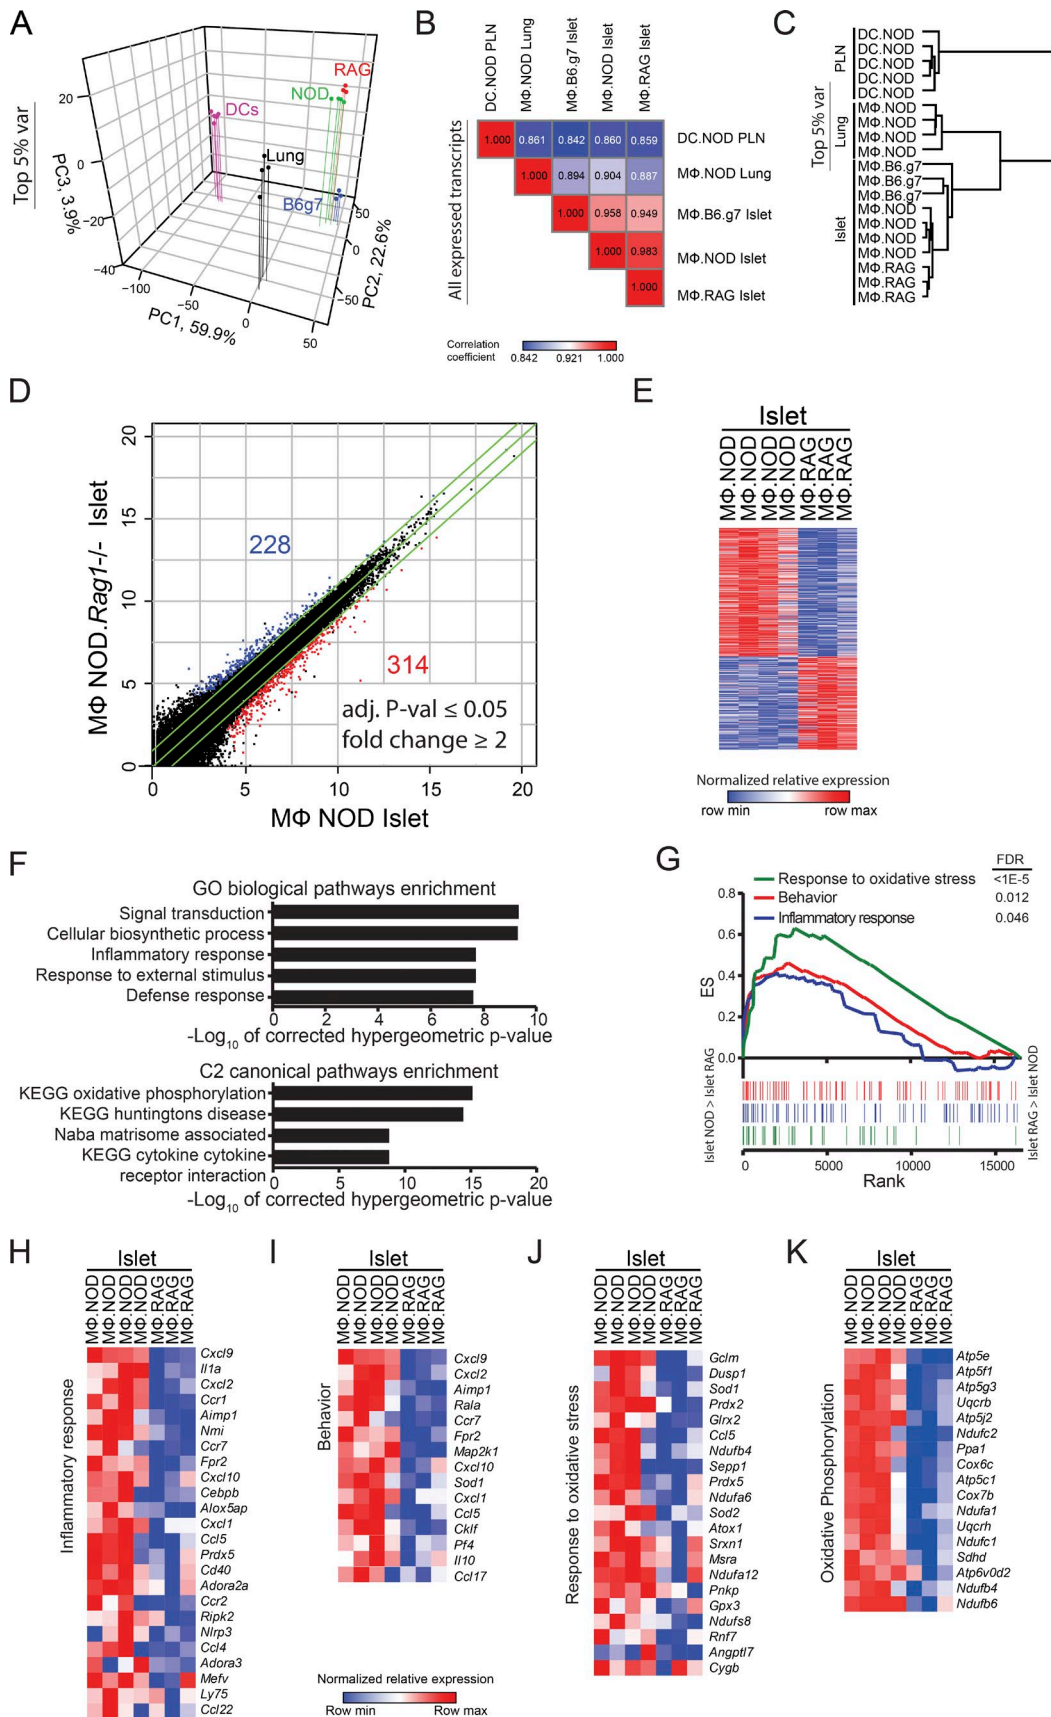 A
Top 5% var
20
0
−20
−40
PC3, 3.9%
−100
−50
0
50
PC1, 59.9%
50
0
−50
PC2, 22.6%
DCs
NOD
RAG
Lung
B6g7
B
DC.NOD PLN
MΦ.NOD Lung
MΦ.B6.g7 Islet
MΦ.NOD Islet
MΦ.RAG Islet
All expressed transcripts
1.000 0.861 0.842 0.860 0.859 DC.NOD PLN
1.000 0.894 0.904 0.887 MΦ.NOD Lung
1.000 0.958 0.949 MΦ.B6.g7 Islet
1.000 0.983 MΦ.NOD Islet
1.000 MΦ.RAG Islet
Correlation
coefficient
0.842 0.921 1.000
C
Top 5% var
PLN
Lung
Islet
DC.NOD
DC.NOD
DC.NOD
DC.NOD
DC.NOD
MΦ.NOD
MΦ.NOD
MΦ.NOD
MΦ.NOD
MΦ.B6.g7
MΦ.B6.g7
MΦ.B6.g7
MΦ.NOD
MΦ.NOD
MΦ.NOD
MΦ.NOD
MΦ.RAG
MΦ.RAG
MΦ.RAG
D
MΦ NOD.Rag1-/- Islet
20
15
10
5
0
228
314
adj. P-val ≤ 0.05
fold change ≥ 2
0 5 10 15 20
MΦ NOD Islet
E
Islet
MΦ.NOD
MΦ.NOD
MΦ.NOD
MΦ.NOD
MΦ.RAG
MΦ.RAG
MΦ.RAG
Normalized relative expression
row min row max
F
GO biological pathways enrichment
Signal transduction
Cellular biosynthetic process
Inflammatory response
Response to external stimulus
Defense response
0 2 4 6 8 10
-Log10 of corrected hypergeometric p-value
C2 canonical pathways enrichment
KEGG oxidative phosphorylation
KEGG huntingtons disease
Naba matrisome associated
KEGG cytokine cytokine
receptor interaction
0 5 10 15 20
-Log10 of corrected hypergeometric p-value
G
FDR
Response to oxidative stress <1E-5
Behavior 0.012
Inflammatory response 0.046
ES
0.8
0.6
0.4
0.2
0.0
Islet NOD > Islet RAG
Islet RAG > Islet NOD
0 5000 10000 15000
Rank
H
Islet
MΦ.NOD
MΦ.NOD
MΦ.NOD
MΦ.NOD
MΦ.RAG
MΦ.RAG
MΦ.RAG
Inflammatory response
Cxcl9
Il1a
Cxcl2
Ccr1
Aimp1
Nmi
Ccr7
Fpr2
Cxcl10
Cebpb
Alox5ap
Cxcl1
Ccl5
Prdx5
Cd40
Adora2a
Ccr2
Ripk2
Nlrp3
Ccl4
Adora3
Mefv
Ly75
Ccl22
I
Islet
MΦ.NOD
MΦ.NOD
MΦ.NOD
MΦ.NOD
MΦ.RAG
MΦ.RAG
MΦ.RAG
Behavior
Cxcl9
Cxcl2
Aimp1
Rala
Ccr7
Fpr2
Map2k1
Cxcl10
Sod1
Cxcl1
Ccl5
Cklf
Pf4
Il10
Ccl17
Normalized relative expression
Row min Row max
J
Islet
MΦ.NOD
MΦ.NOD
MΦ.NOD
MΦ.NOD
MΦ.RAG
MΦ.RAG
MΦ.RAG
Response to oxidative stress
Gclm
Dusp1
Sod1
Prdx2
Glrx2
Ccl5
Ndufb4
Sepp1
Prdx5
Ndufa6
Sod2
Atox1
Srxn1
Msra
Ndufa12
Pnkp
Gpx3
Ndufs8
Rnf7
Angptl7
Cygb
K
Islet
MΦ.NOD
MΦ.NOD
MΦ.NOD
MΦ.NOD
MΦ.RAG
MΦ.RAG
MΦ.RAG
Oxidative Phosphorylation
Atp5e
Atp5f1
Atp5g3
Uqcrb
Atp5j2
Ndufc2
Ppa1
Cox6c
Atp5c1
Cox7b
Ndufa1
Uqcrh
Ndufc1
Sdhd
Atp6v0d2
Ndufb4
Ndufb6